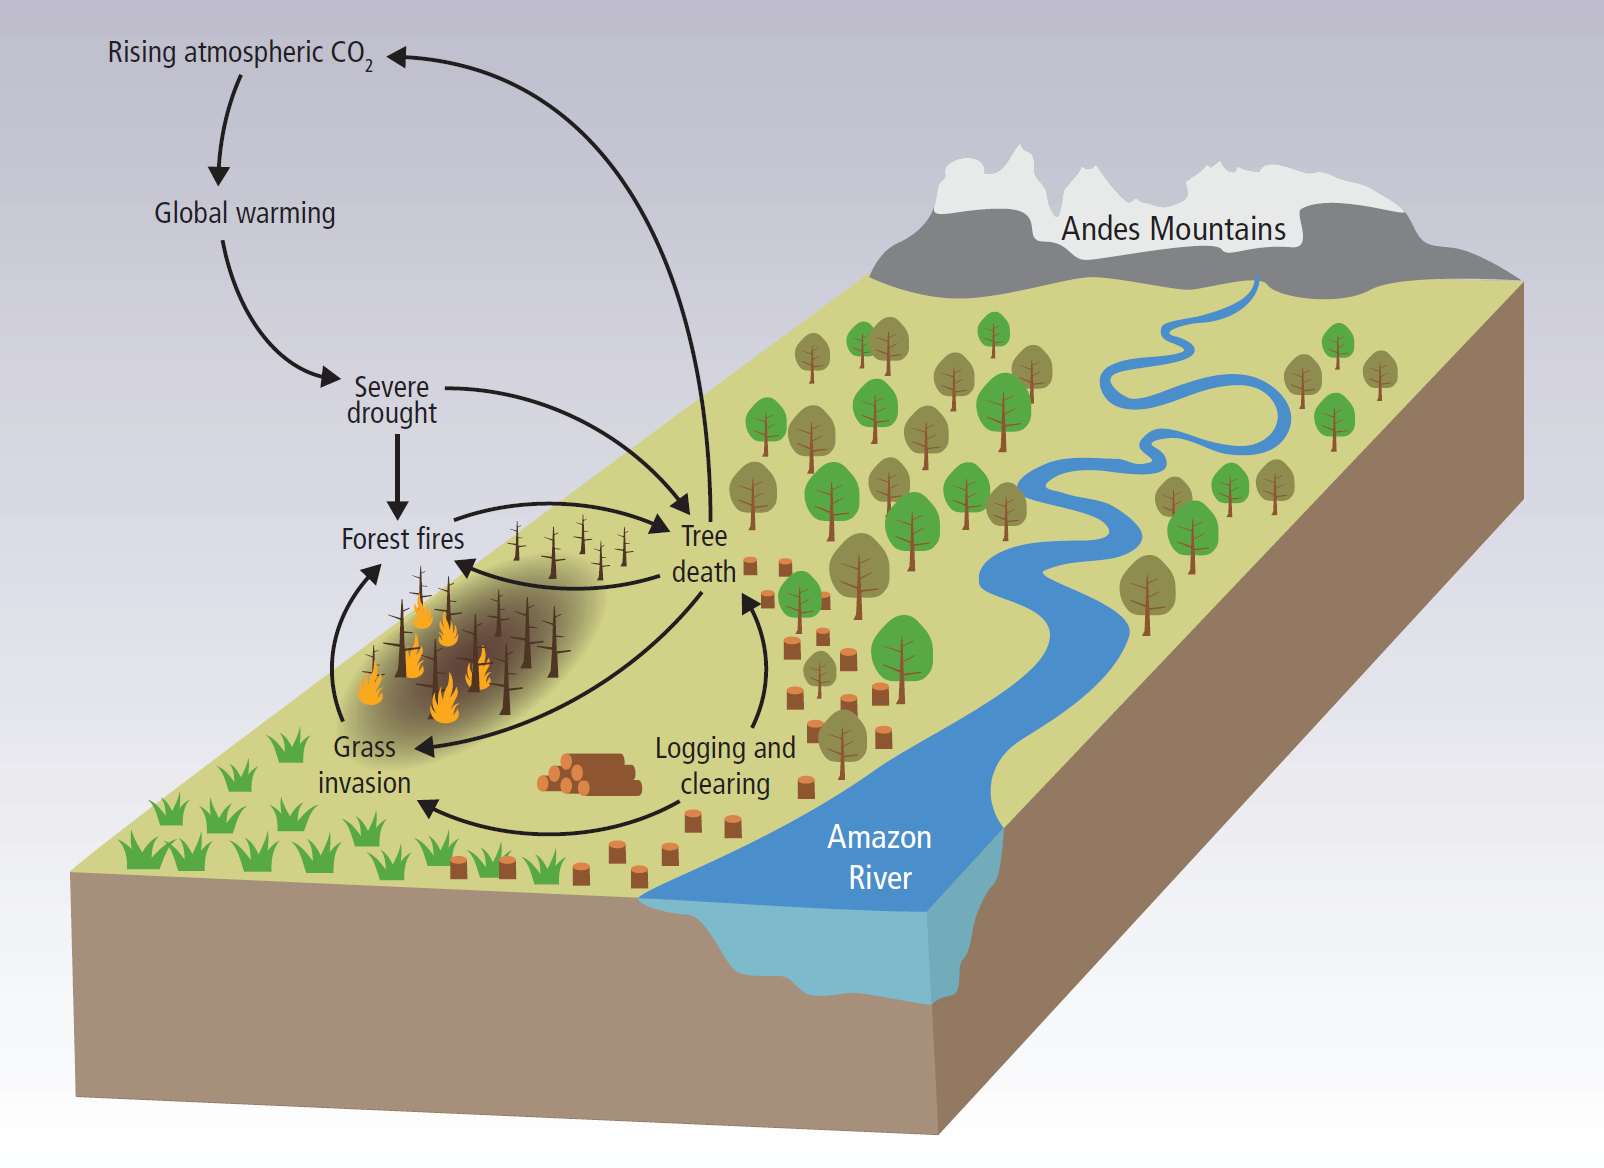 Rising atmospheric CO₂
Global warming
Andes Mountains
Severe
drought
Forest fires
Tree
death
Grass
invasion
Logging and
clearing
Amazon
River